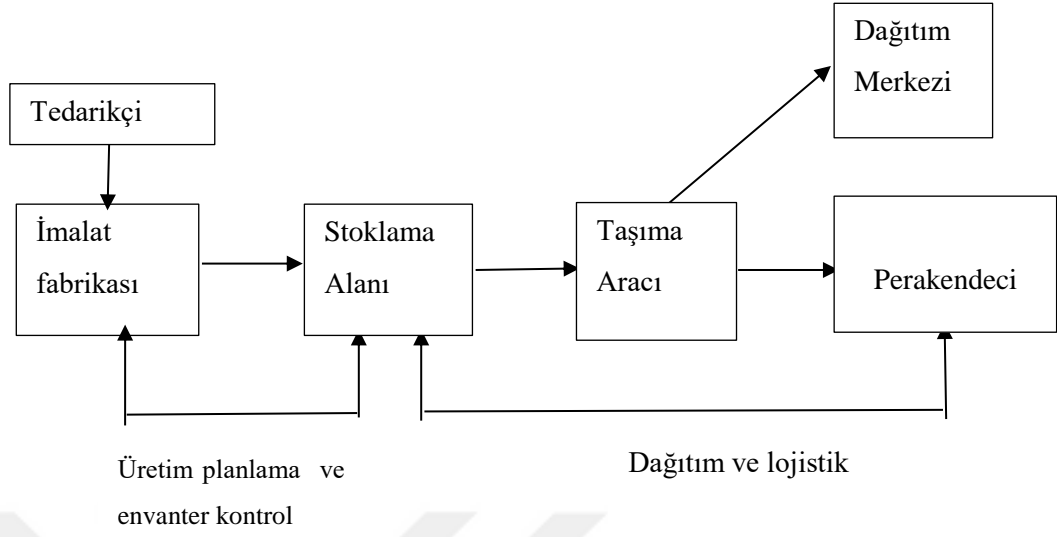 Dağıtım
Merkezi
Tedarikçi
İmalat
fabrikası
Stoklama
Alanı
Taşıma
Aracı
Perakendeci
Üretim planlama ve
envanter kontrol
Dağıtım ve lojistik